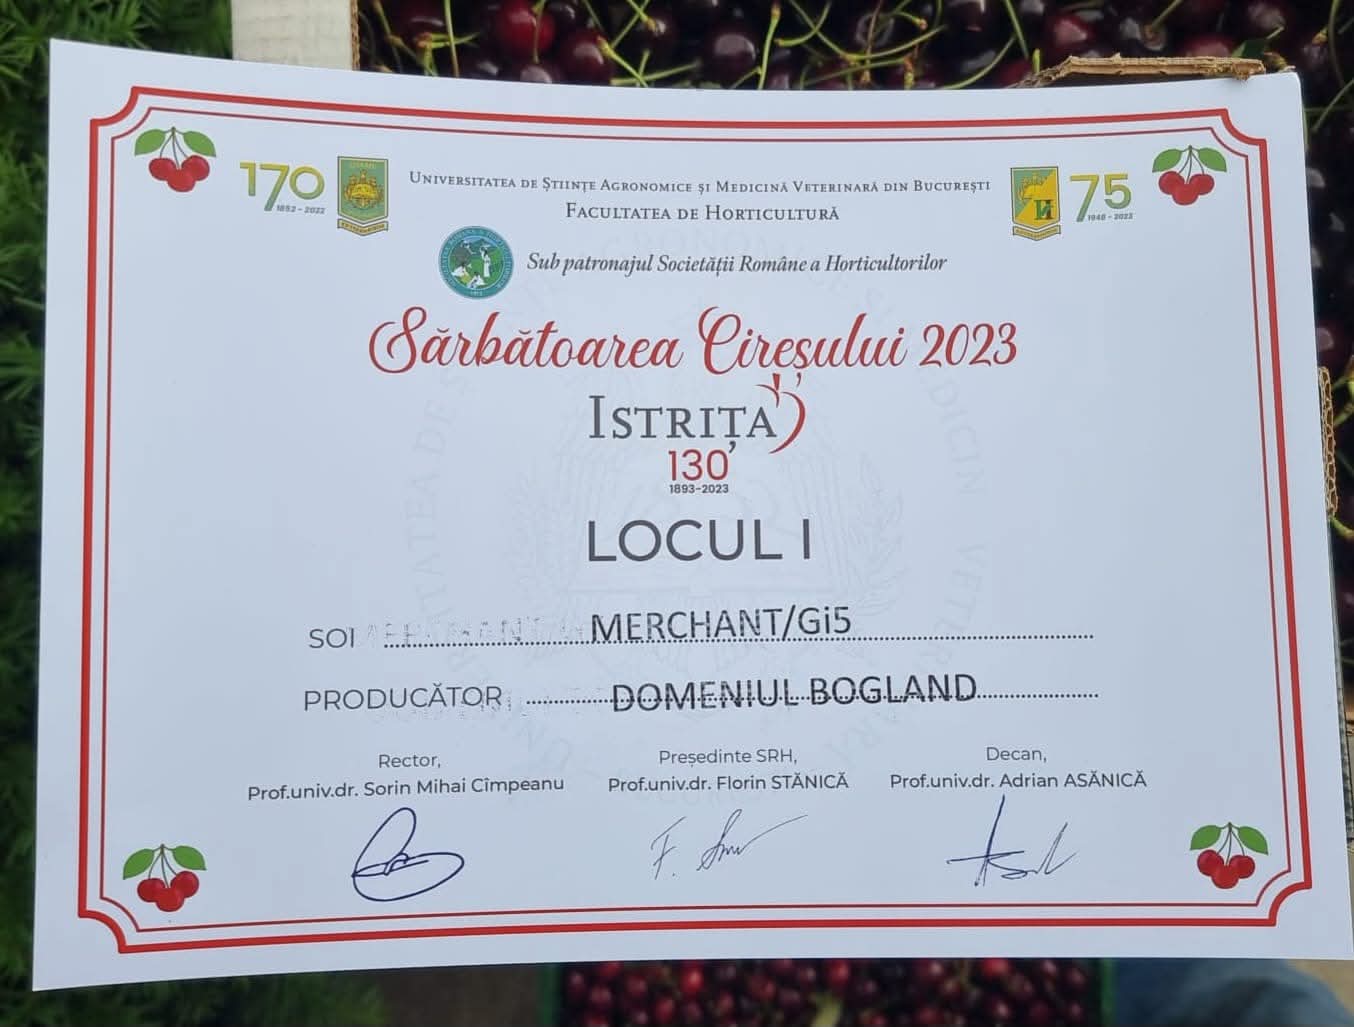 170
1852 - 2022
UNIVERSITATEA DE ȘTIINȚE AGRONOMICE ȘI MEDICINĂ VETERINARĂ DIN BUCUREȘTI
FACULTATEA DE HORTICULTURĂ
75
1948 - 2023
Sub patronajul Societății Române a Horticultorilor
Sărbătoarea Cireșului 2023
ISTRIȚA
130
1893-2023
LOCUL I
SOI MERCHANT/Gi5
PRODUCĂTOR DOMENIUL BOGLAND
Rector,
Prof.univ.dr. Sorin Mihai Cîmpeanu
Președinte SRH,
Prof.univ.dr. Florin STĂNICĂ
Decan,
Prof.univ.dr. Adrian ASĂNICĂ